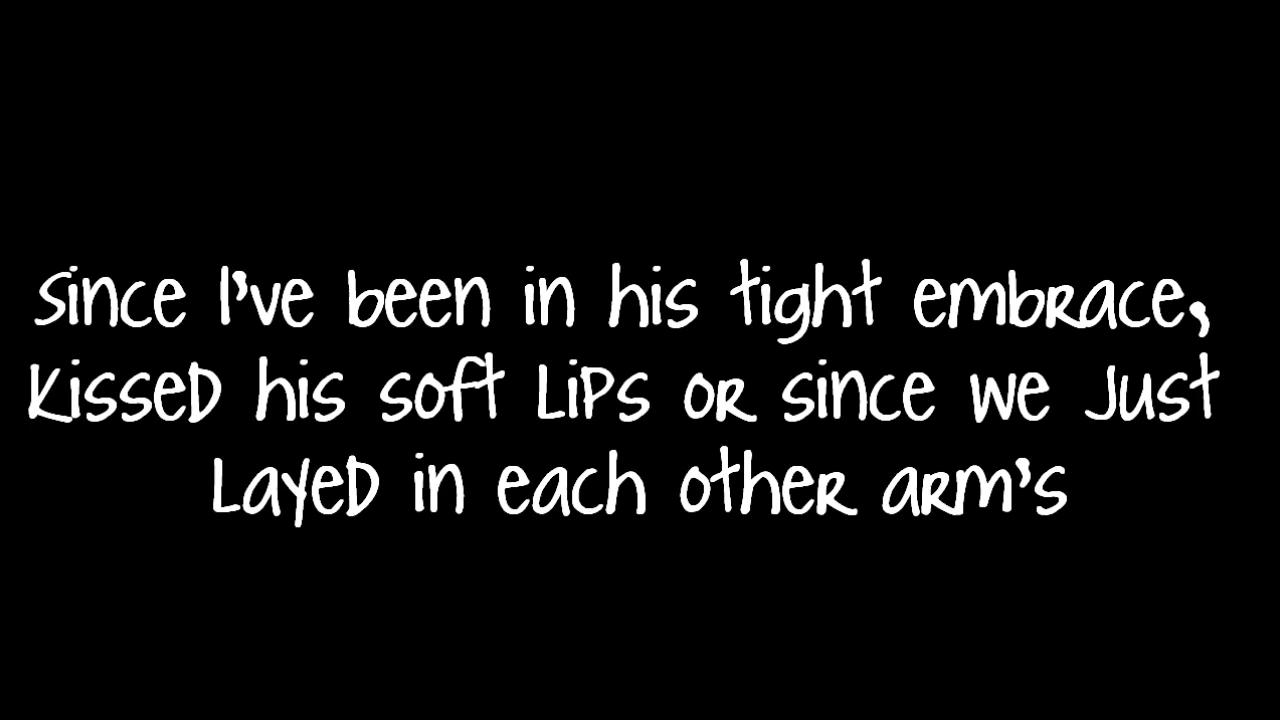 Since I've been in his tight embrace,
Kissed his soft Lips or since we Just
Layed in each other arm's